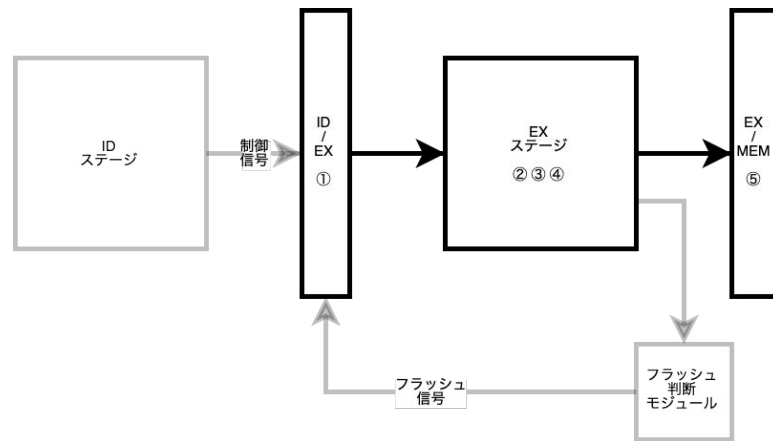 ID
ステージ
制御
信号
ID
/
EX
①
EX
ステージ
②③④
EX
/
MEM
⑤
フラッシュ
信号
フラッシュ
判断
モジュール